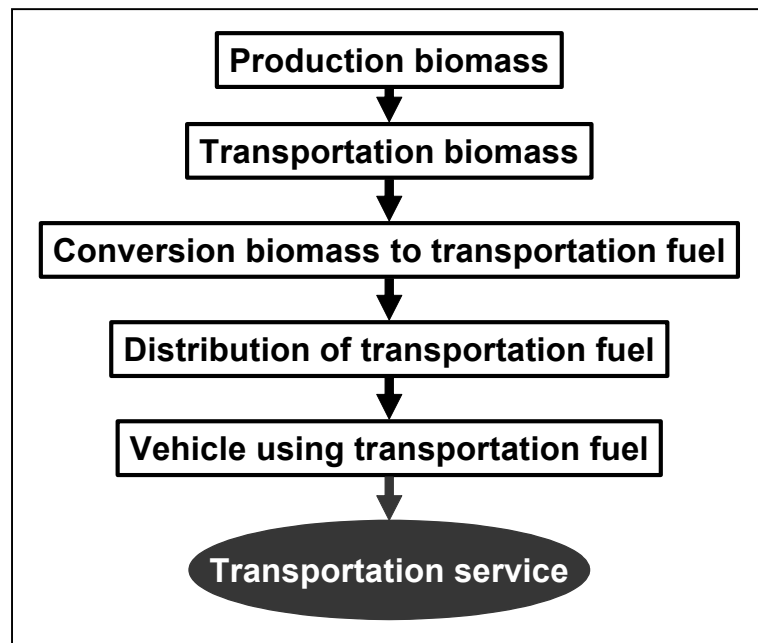 Production biomass
Transportation biomass
Conversion biomass to transportation fuel
Distribution of transportation fuel
Vehicle using transportation fuel
Transportation service